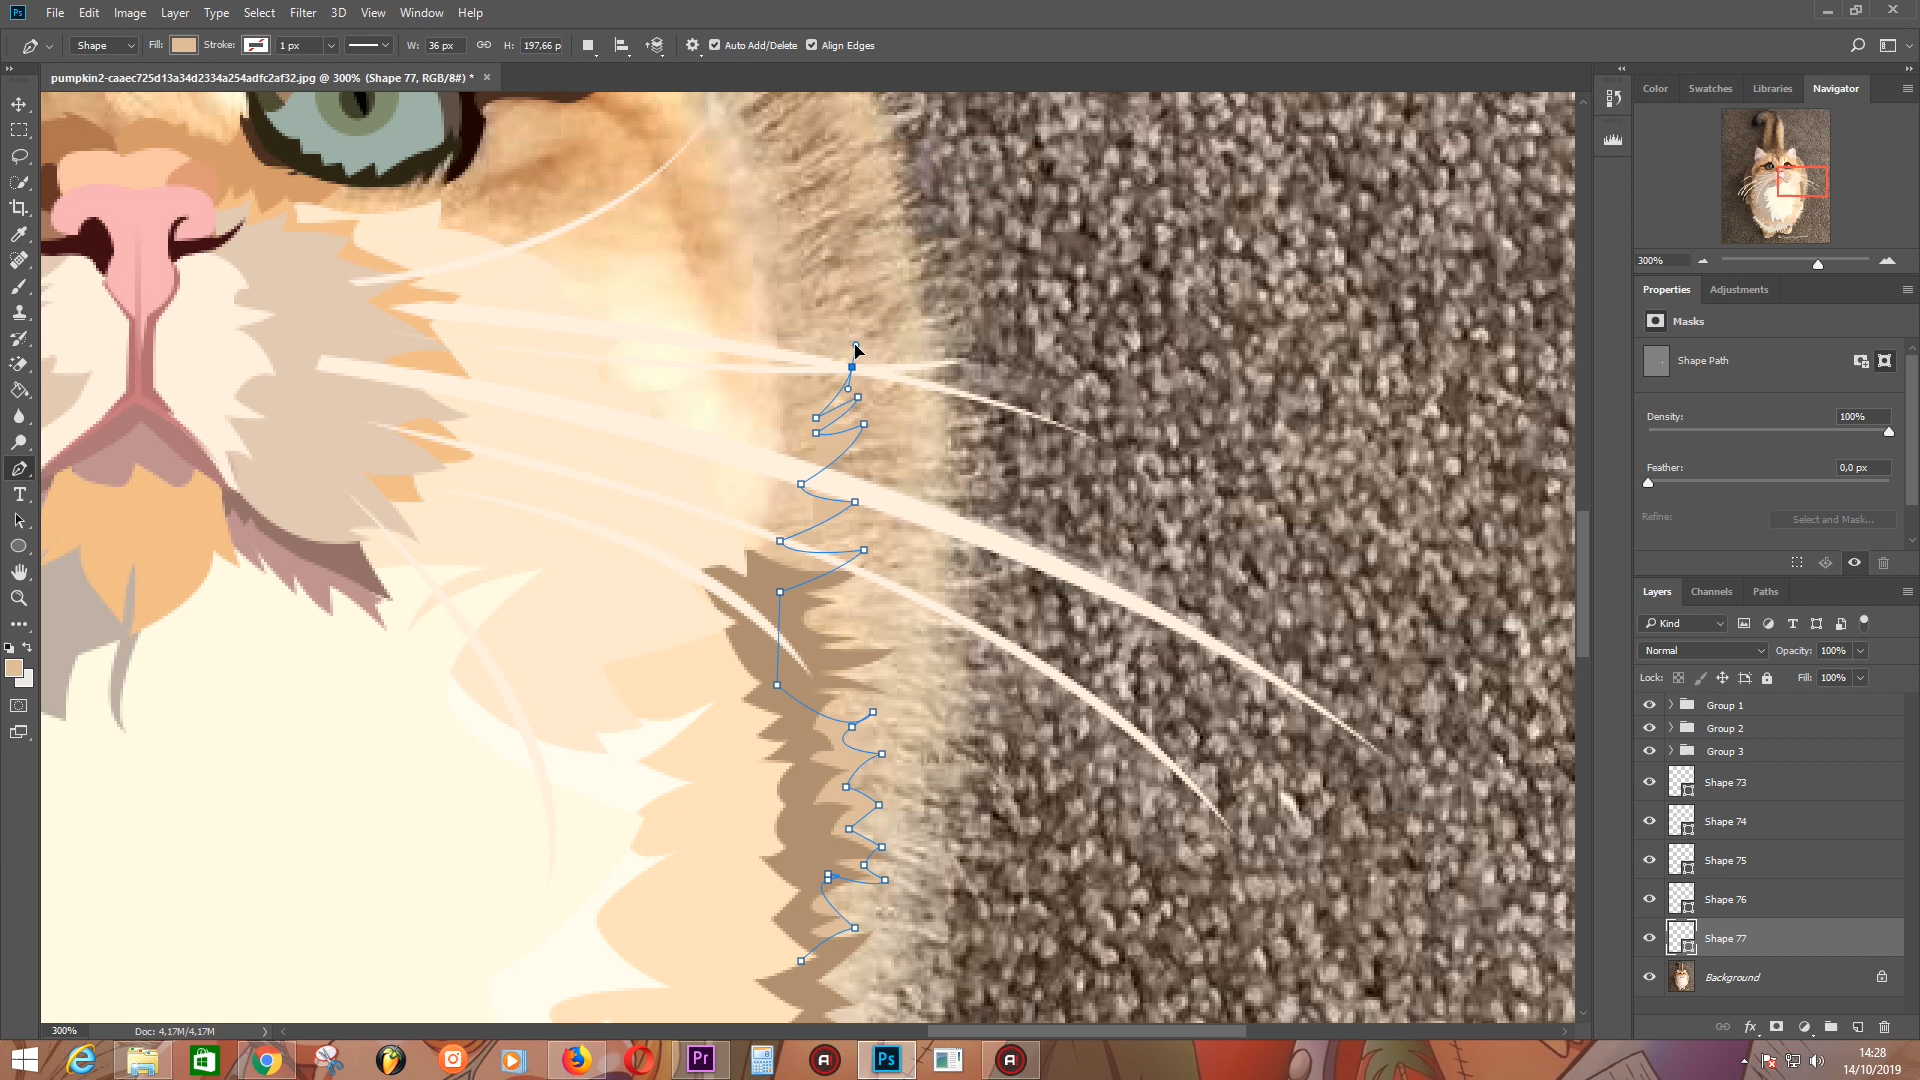 Ps File Edit Image Layer Type Select Filter 3D View Window Help
Shape Fill: Stroke: 1 px W: 36 px H: 197,66 p Auto Add/Delete Align Edges
pumpkin2-caaec725d13a34d2334a254adfc2af32.jpg @ 300% (Shape 77, RGB/8#) * ×
Color Swatches Libraries Navigator
300%
Properties Adjustments
Masks
Shape Path
Density: 100%
Feather: 0,0 px
Refine: Select and Mask...
Layers Channels Paths
Kind
Normal Opacity: 100%
Lock: Fill: 100%
Group 1
Group 2
Group 3
Shape 73
Shape 74
Shape 75
Shape 76
Shape 77
Background
fx
300% Doc: 4,17M/4,17M
Pr Ps
14:28
14/10/2019